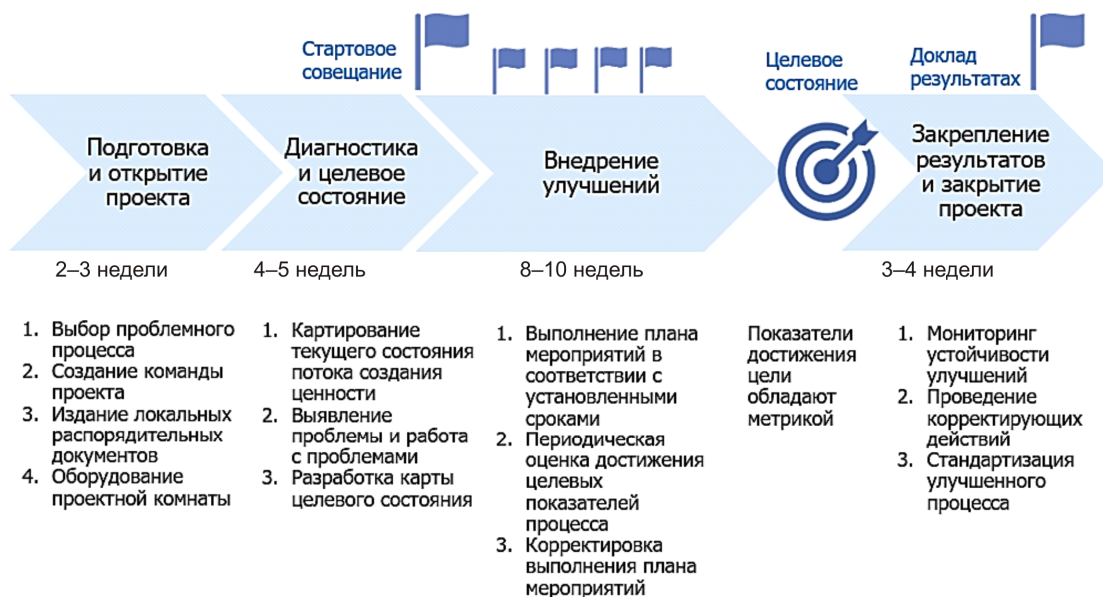 Стартовое
совещание
Целевое
состояние
Доклад
результатах
Подготовка
и открытие
проекта
Диагностика
и целевое
состояние
Внедрение
улучшений
Закрепление
результатов
и закрытие
проекта
2–3 недели
4–5 недель
8–10 недель
3–4 недели
1. Выбор проблемного
процесса
2. Создание команды
проекта
3. Издание локальных
распорядительных
документов
4. Оборудование
проектной комнаты
1. Картирование
текущего состояния
потока создания
ценности
2. Выявление
проблемы и работа
с проблемами
3. Разработка карты
целевого состояния
1. Выполнение плана
мероприятий в
соответствии с
установленными
сроками
2. Периодическая
оценка достижения
целевых
показателей
процесса
3. Корректировка
выполнения плана
мероприятий
Показатели
достижения
цели
обладают
метрикой
1. Мониторинг
устойчивости
улучшений
2. Проведение
корректирующих
действий
3. Стандартизация
улучшенного
процесса